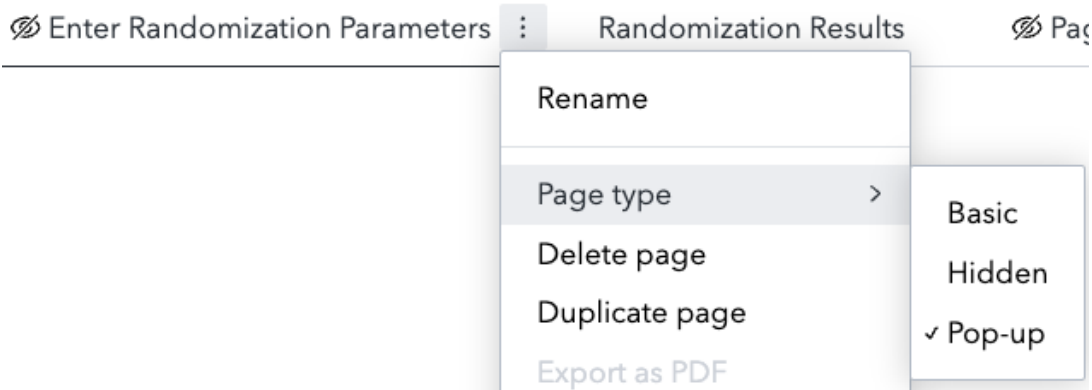 Enter Randomization Parameters Randomization Results
Rename
Page type
Basic
Delete page
Hidden
Duplicate page
✓ Pop-up
Export as PDF